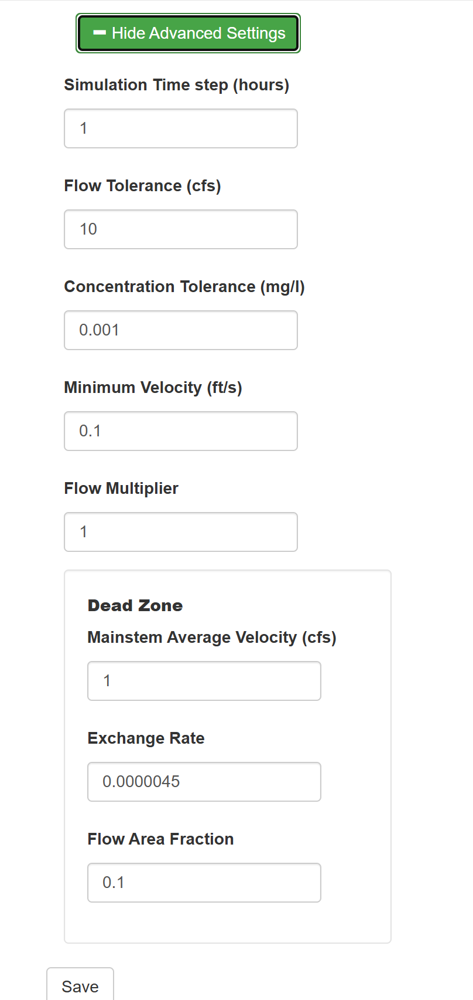 Hide Advanced Settings
Simulation Time step (hours)
1
Flow Tolerance (cfs)
10
Concentration Tolerance (mg/l)
0.001
Minimum Velocity (ft/s)
0.1
Flow Multiplier
1
Dead Zone
Mainstem Average Velocity (cfs)
1
Exchange Rate
0.0000045
Flow Area Fraction
0.1
Save